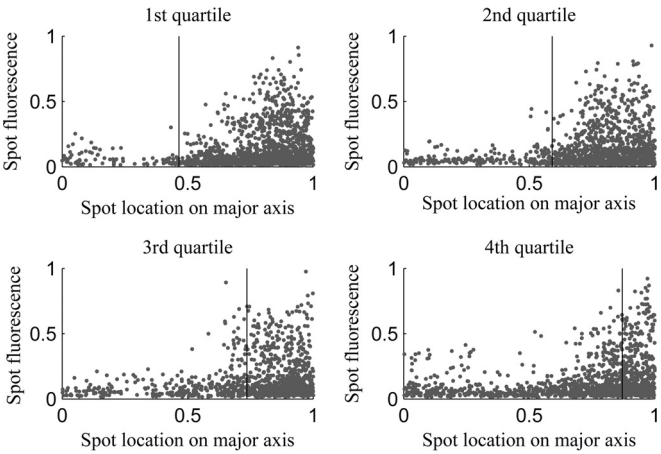 1st quartile
2nd quartile
1
0.5
0
Spot fluorescence
0
0.5
1
Spot location on major axis
1
0.5
0
Spot fluorescence
0
0.5
1
Spot location on major axis
3rd quartile
4th quartile
1
0.5
0
Spot fluorescence
0
0.5
1
Spot location on major axis
1
0.5
0
Spot fluorescence
0
0.5
1
Spot location on major axis